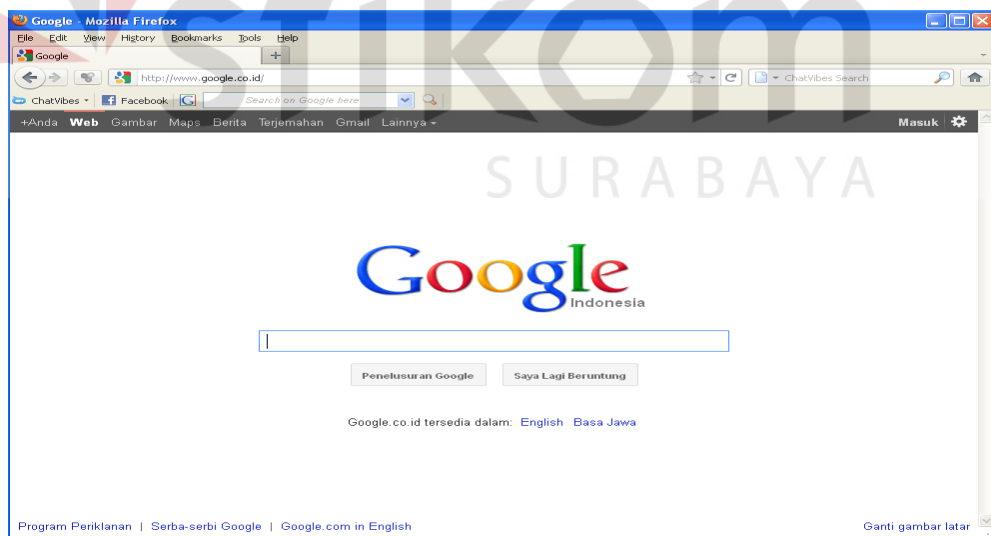 Google - Mozilla Firefox
File Edit View History Bookmarks Tools Help
Google
http://www.google.co.id/ ChatVibes Search
ChatVibes Facebook G Search on Google here
+Anda Web Gambar Maps Berita Terjemahan Gmail Lainnya Masuk
stikom
SURABAYA
Google
Indonesia
Penelusuran Google Saya Lagi Beruntung
Google.co.id tersedia dalam: English Basa Jawa
Program Periklanan | Serba-serbi Google | Google.com in English Ganti gambar latar